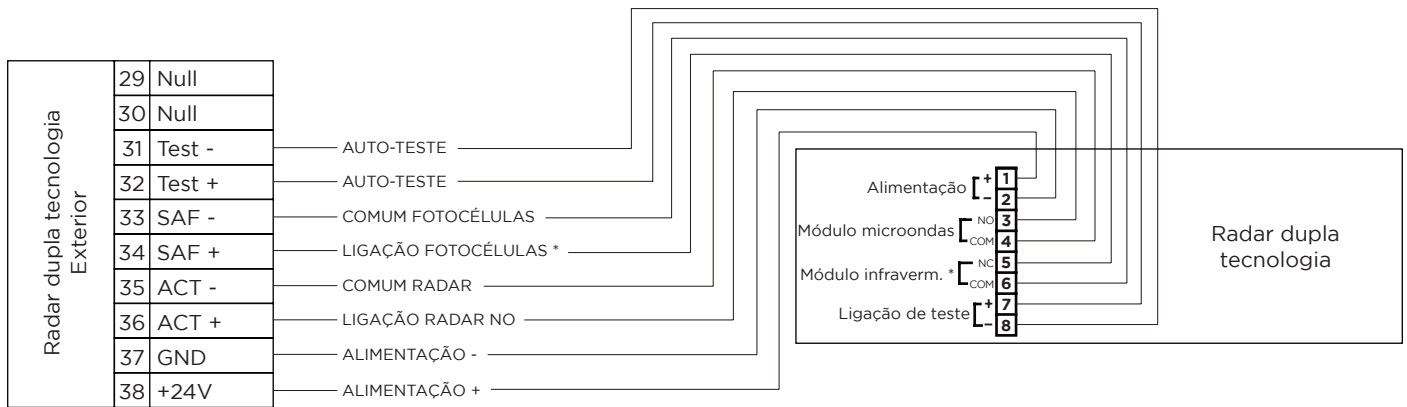 Radar dupla tecnologia
Exterior
29 Null
30 Null
31 Test - AUTO-TESTE
32 Test + AUTO-TESTE
33 SAF - COMUM FOTOCÉLULAS
34 SAF + LIGAÇÃO FOTOCÉLULAS *
35 ACT - COMUM RADAR
36 ACT + LIGAÇÃO RADAR NO
37 GND ALIMENTAÇÃO -
38 +24V ALIMENTAÇÃO +
Alimentação + 1
- 2
Módulo microondas NO 3
COM 4
Módulo infraverm. * NC 5
COM 6
Ligação de teste + 7
- 8
Radar dupla
tecnologia